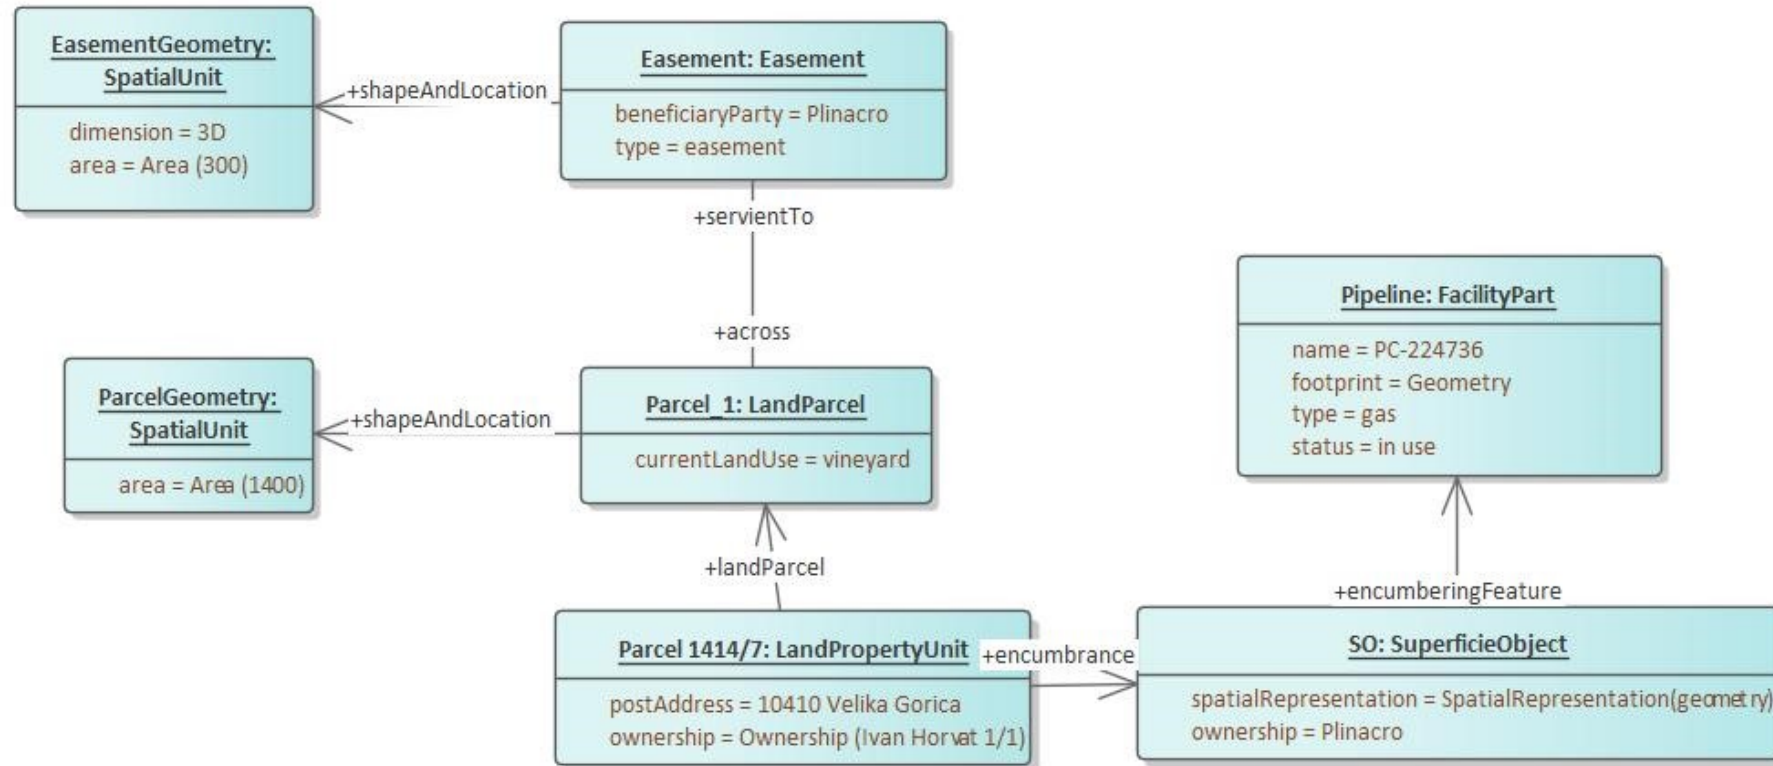 EasementGeometry:
SpatialUnit
dimension = 3D
area = Area (300)
+shapeAndLocation
Easement: Easement
beneficiaryParty = Plinacro
type = easement
+servientTo
+across
ParcelGeometry:
SpatialUnit
area = Area (1400)
+shapeAndLocation
Parcel_1: LandParcel
currentLandUse = vineyard
Pipeline: FacilityPart
name = PC-224736
footprint = Geometry
type = gas
status = in use
+landParcel
+encumberingFeature
Parcel 1414/7: LandPropertyUnit
postAddress = 10410 Velika Gorica
ownership = Ownership (Ivan Horvat 1/1)
+encumbrance
SO: SuperficieObject
spatialRepresentation = SpatialRepresentation(geometry)
ownership = Plinacro